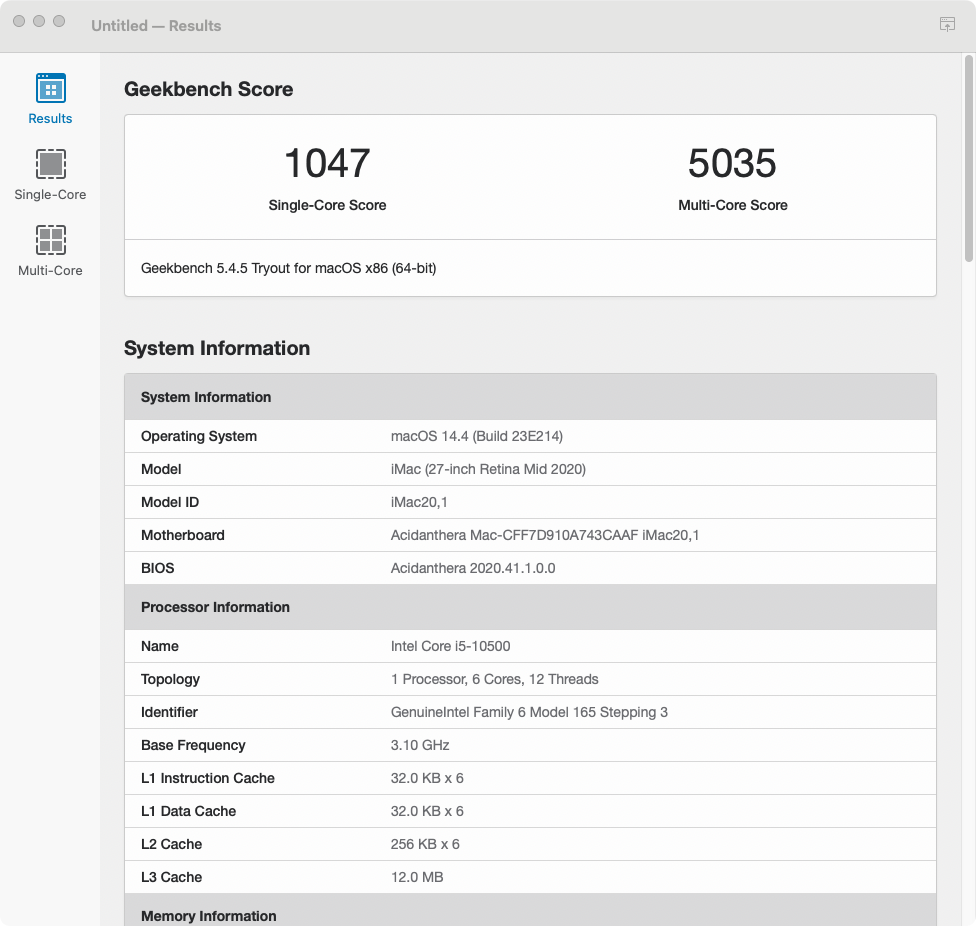 Untitled — Results
Results
Single-Core
Multi-Core
Geekbench Score
1047
Single-Core Score
5035
Multi-Core Score
Geekbench 5.4.5 Tryout for macOS x86 (64-bit)
System Information
System Information
Operating System macOS 14.4 (Build 23E214)
Model iMac (27-inch Retina Mid 2020)
Model ID iMac20,1
Motherboard Acidanthera Mac-CFF7D910A743CAAF iMac20,1
BIOS Acidanthera 2020.41.1.0.0
Processor Information
Name Intel Core i5-10500
Topology 1 Processor, 6 Cores, 12 Threads
Identifier GenuineIntel Family 6 Model 165 Stepping 3
Base Frequency 3.10 GHz
L1 Instruction Cache 32.0 KB x 6
L1 Data Cache 32.0 KB x 6
L2 Cache 256 KB x 6
L3 Cache 12.0 MB
Memory Information